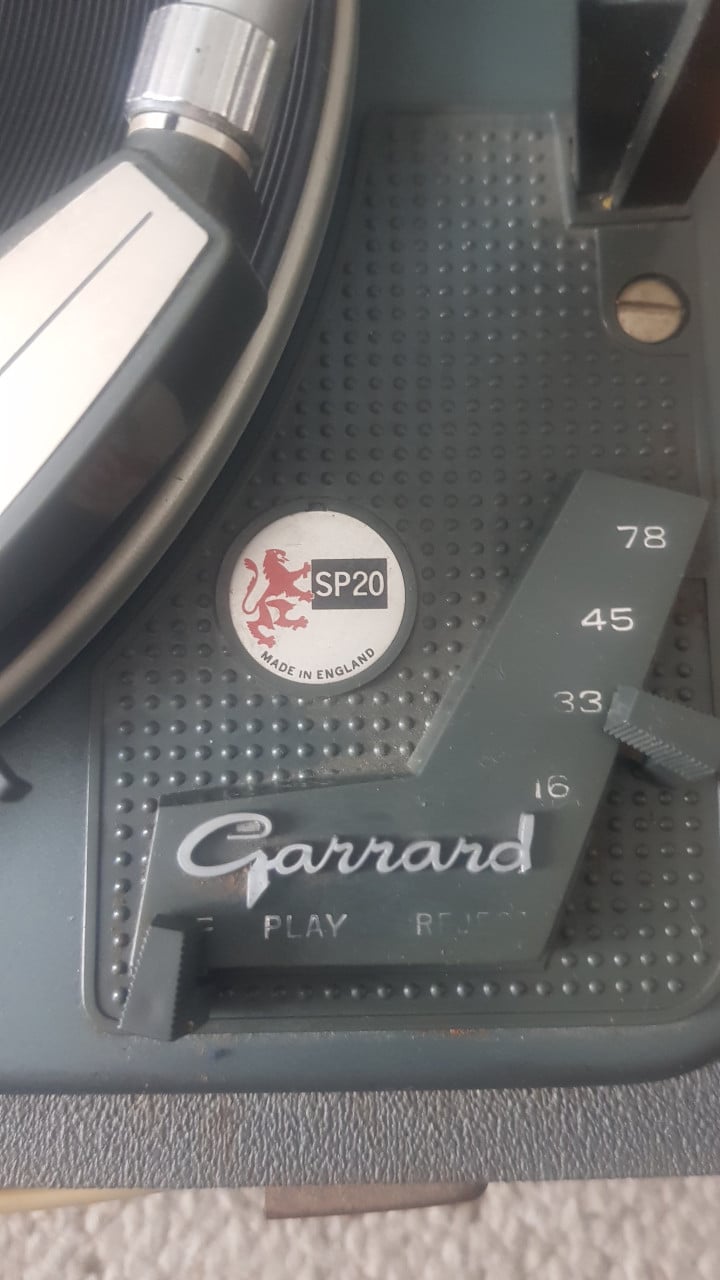 78
45
SP20
MADE IN ENGLAND
33
16
Garrard
PLAY